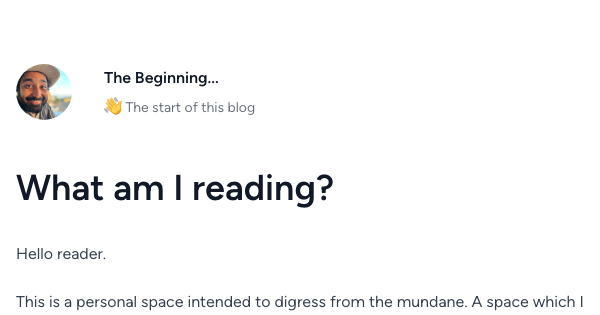 The Beginning...
👋 The start of this blog
What am I reading?
Hello reader.
This is a personal space intended to digress from the mundane. A space which I